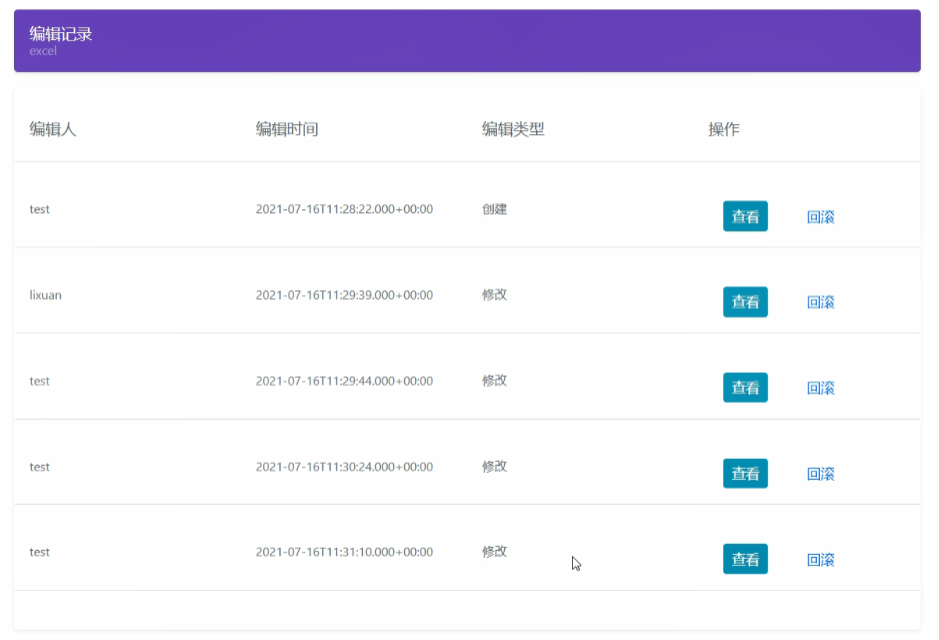 编辑记录
excel
编辑人 编辑时间 编辑类型 操作
test 2021-07-16T11:28:22.000+00:00 创建 查看 回滚
lixuan 2021-07-16T11:29:39.000+00:00 修改 查看 回滚
test 2021-07-16T11:29:44.000+00:00 修改 查看 回滚
test 2021-07-16T11:30:24.000+00:00 修改 查看 回滚
test 2021-07-16T11:31:10.000+00:00 修改 查看 回滚